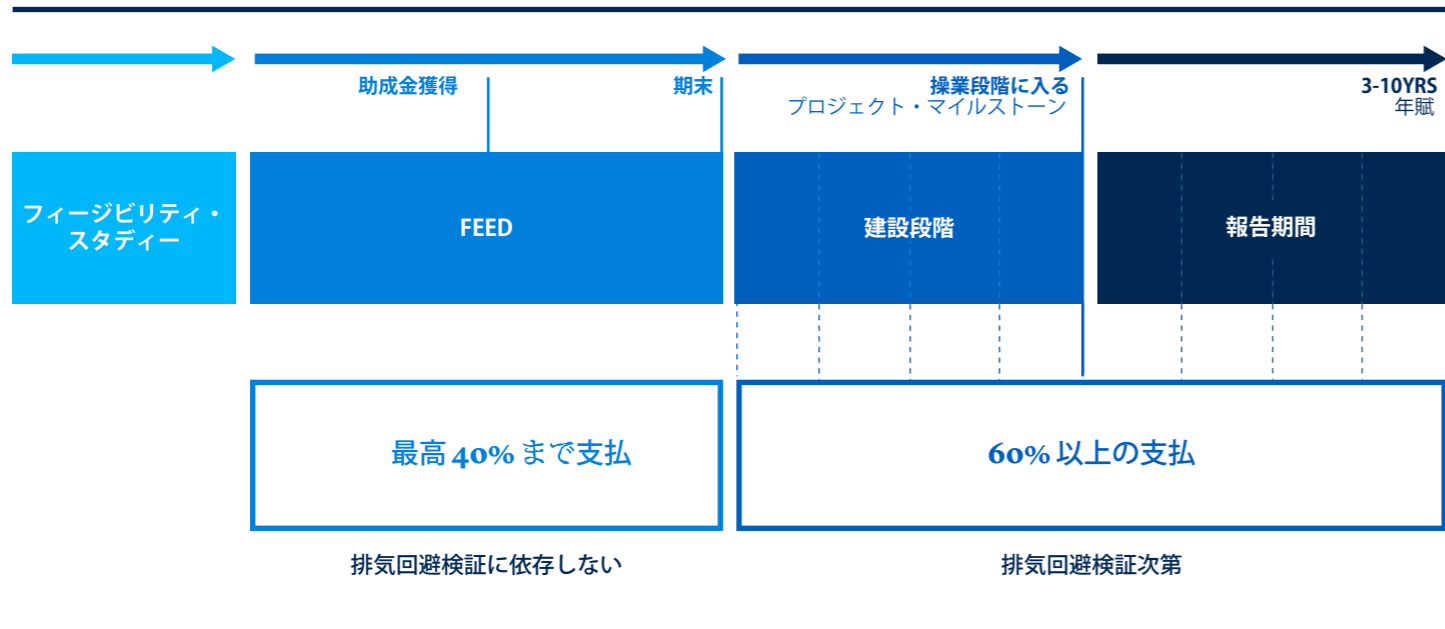 助成金獲得
期末
操業段階に入る
プロジェクト・マイルストーン
3-10YRS
年賦
フィージビリティ・
スタディー
FEED
建設段階
報告期間
最高 40% まで支払
60% 以上の支払
排気回避検証に依存しない
排気回避検証次第